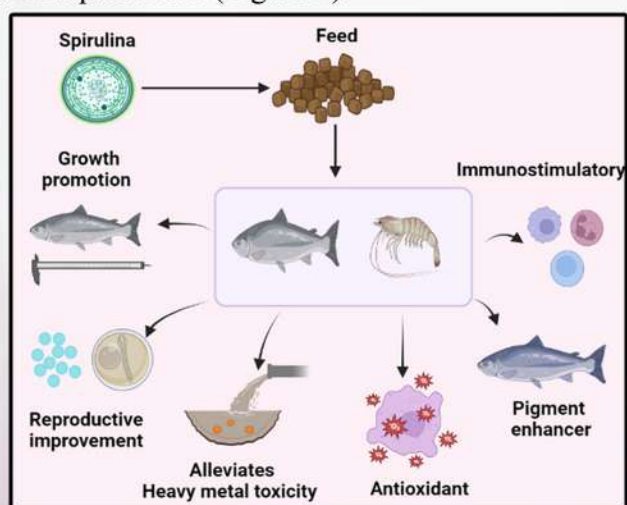 Spirulina
Feed
Growth
promotion
Immunostimulatory
Reproductive
improvement
Alleviates
Heavy metal toxicity
Antioxidant
Pigment
enhancer